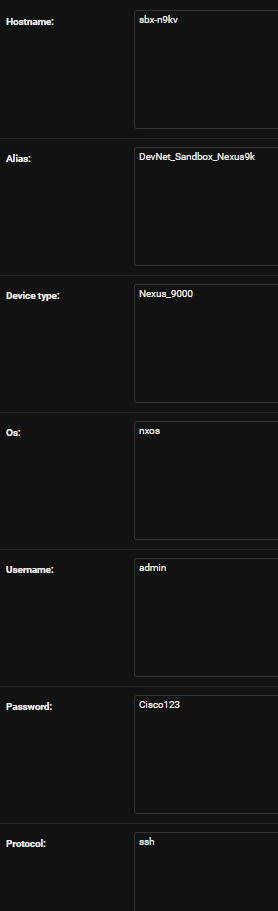 Hostname: sbx-n9kv
Alias: DevNet_Sandbox_Nexus9k
Device type: Nexus_9000
Os: nxos
Username: admin
Password: Cisco123
Protocol: ssh